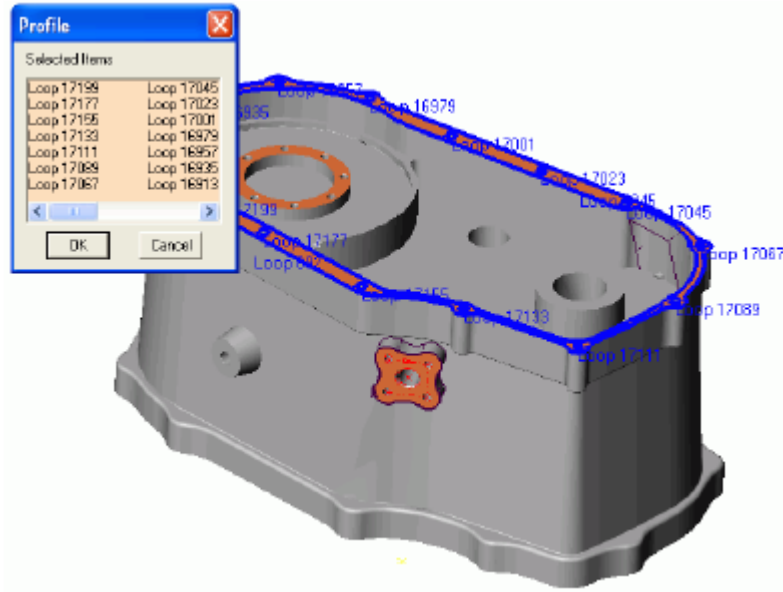 Profile
Selected Items
Loop 17199 Loop 17045
Loop 17177 Loop 17023
Loop 17155 Loop 17001
Loop 17133 Loop 16979
Loop 17111 Loop 16957
Loop 17089 Loop 16935
Loop 17067 Loop 16913
OK Cancel
Loop 16979
Loop 17001
Loop 17023
Loop 17045
Loop 17067
Loop 17177
Loop 17155
Loop 17133
Loop 17089
Loop 17111